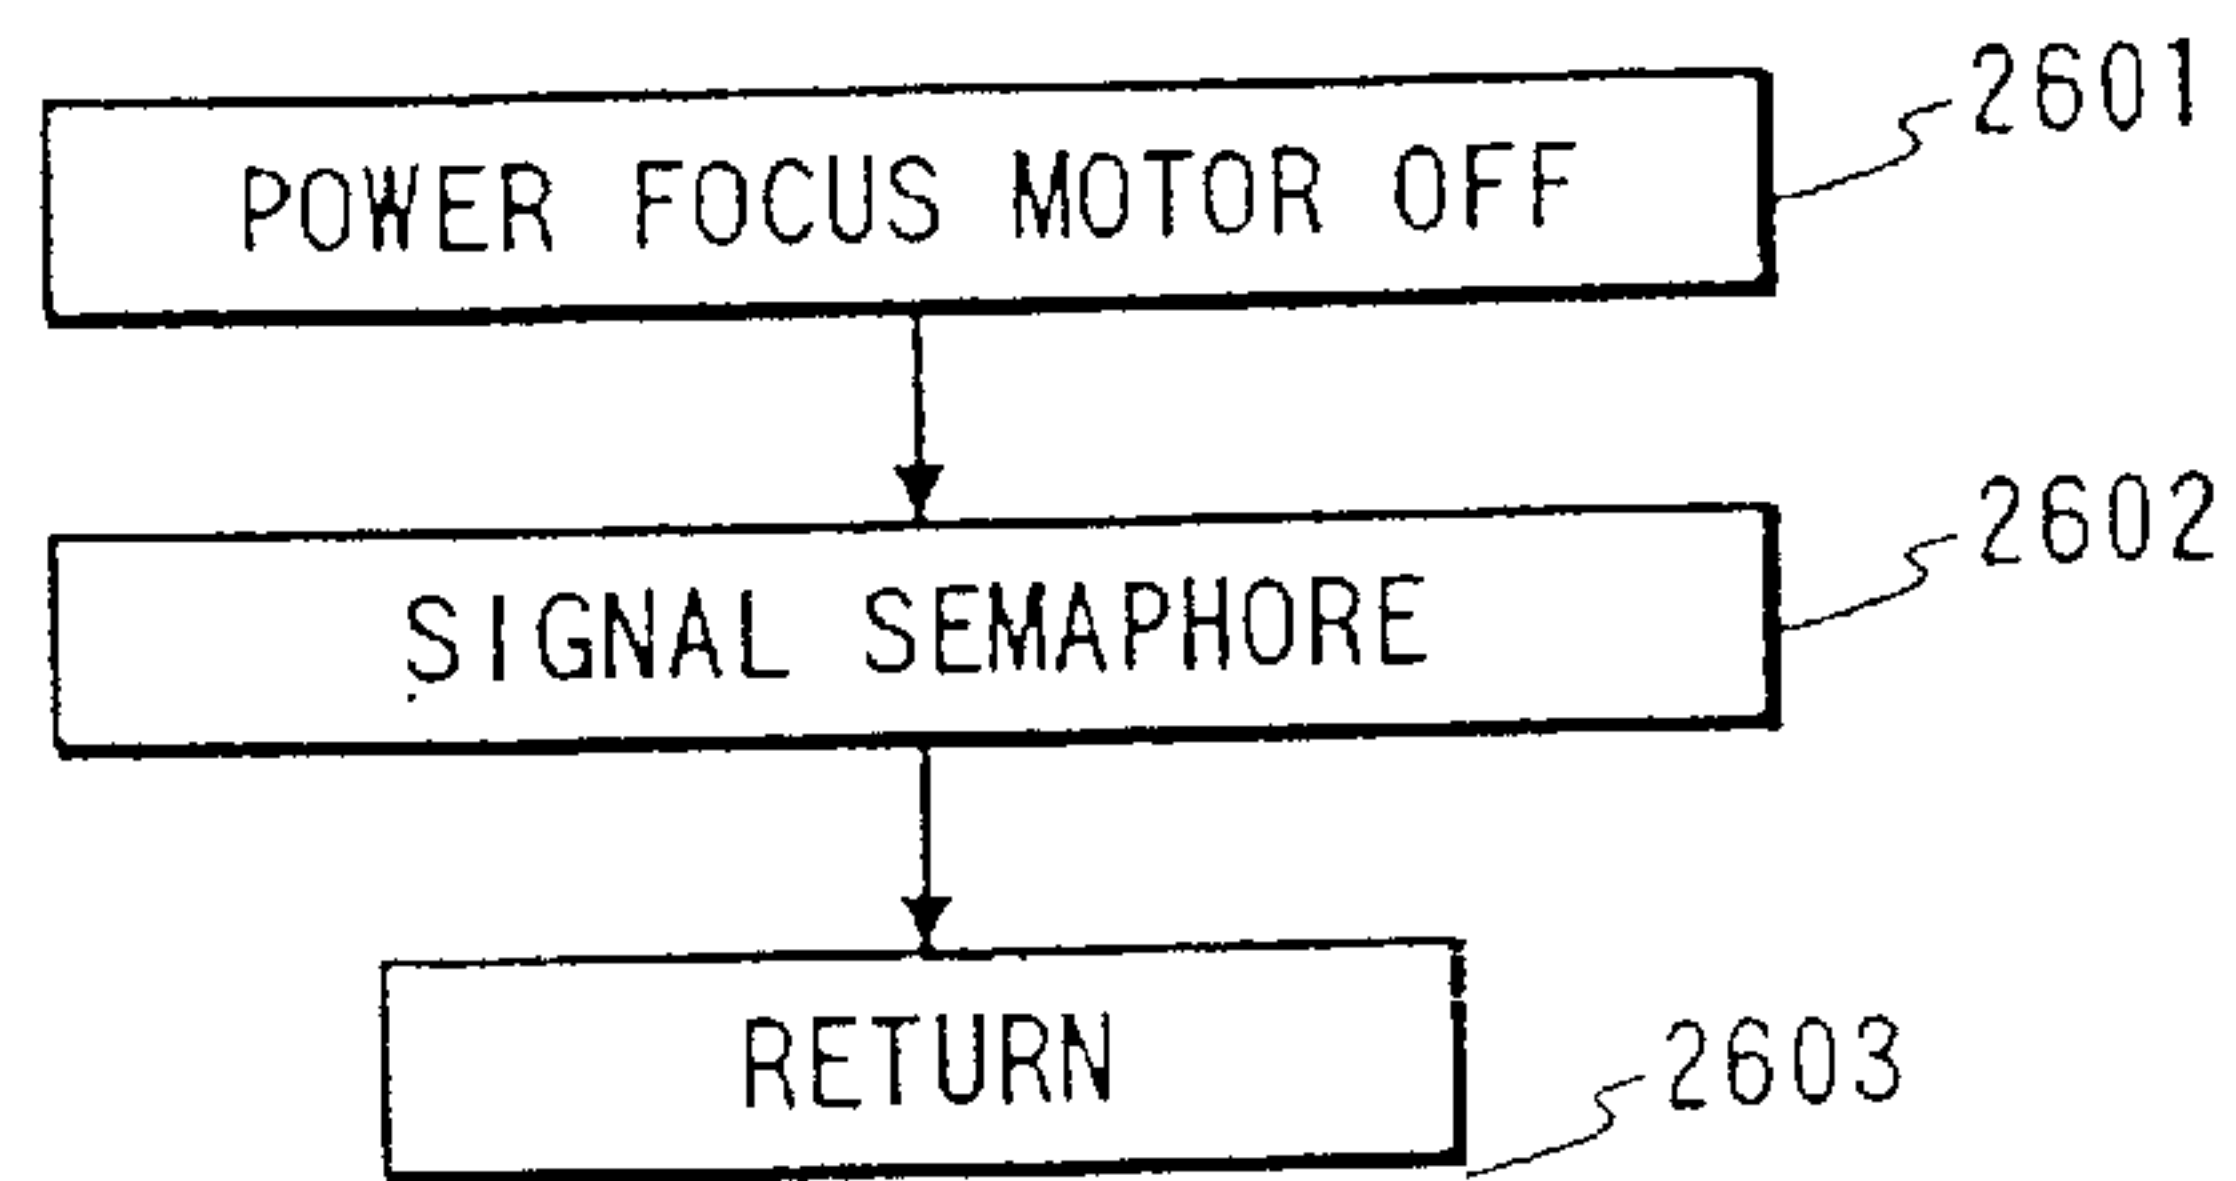 2601
POWER FOCUS MOTOR OFF
2602
SIGNAL SEMAPHORE
2603
RETURN